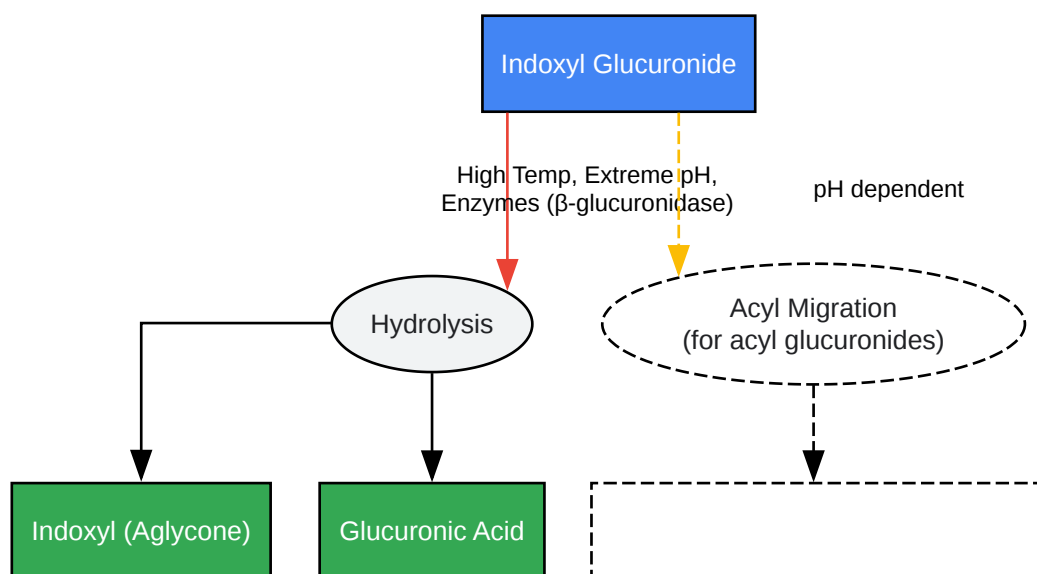 Indoxyl Glucuronide
High Temp, Extreme pH,
Enzymes (β-glucuronidase)
pH dependent
Hydrolysis
Acyl Migration
(for acyl glucuronides)
Indoxyl (Aglycone)
Glucuronic Acid